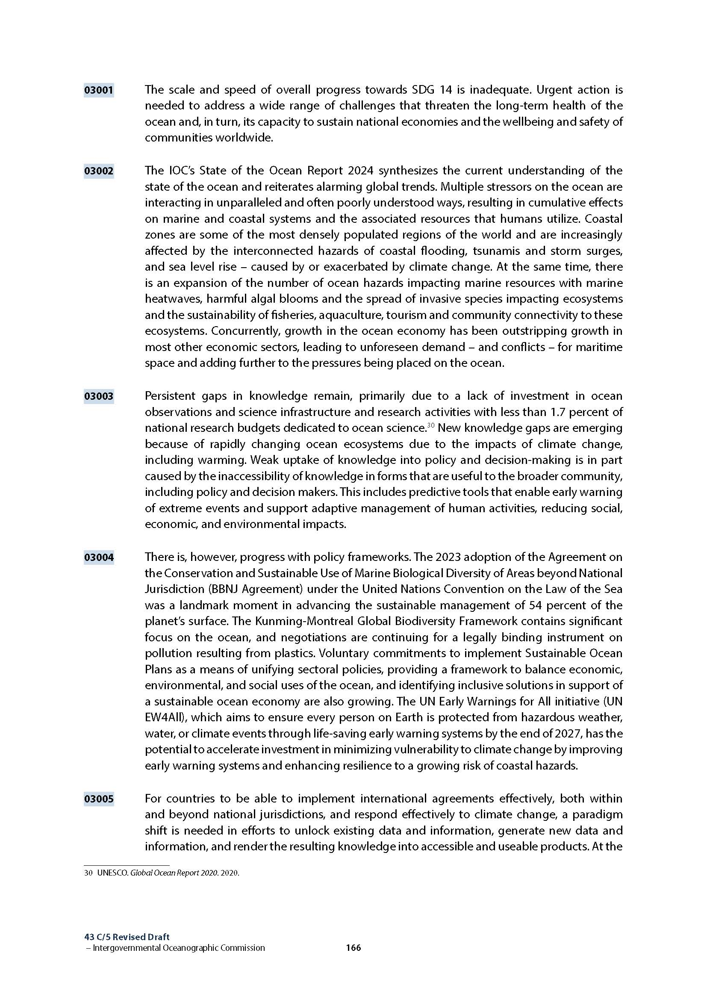 03001 The scale and speed of overall progress towards SDG 14 is inadequate. Urgent action is
needed to address a wide range of challenges that threaten the long-term health of the
ocean and, in turn, its capacity to sustain national economies and the wellbeing and safety of
communities worldwide.
03002 The IOC’s State of the Ocean Report 2024 synthesizes the current understanding of the
state of the ocean and reiterates alarming global trends. Multiple stressors on the ocean are
interacting in unparalleled and often poorly understood ways, resulting in cumulative effects
on marine and coastal systems and the associated resources that humans utilize. Coastal
zones are some of the most densely populated regions of the world and are increasingly
affected by the interconnected hazards of coastal flooding, tsunamis and storm surges,
and sea level rise – caused by or exacerbated by climate change. At the same time, there
is an expansion of the number of ocean hazards impacting marine resources with marine
heatwaves, harmful algal blooms and the spread of invasive species impacting ecosystems
and the sustainability of fisheries, aquaculture, tourism and community connectivity to these
ecosystems. Concurrently, growth in the ocean economy has been outstripping growth in
most other economic sectors, leading to unforeseen demand – and conflicts – for maritime
space and adding further to the pressures being placed on the ocean.
03003 Persistent gaps in knowledge remain, primarily due to a lack of investment in ocean
observations and science infrastructure and research activities with less than 1.7 percent of
national research budgets dedicated to ocean science.30 New knowledge gaps are emerging
because of rapidly changing ocean ecosystems due to the impacts of climate change,
including warming. Weak uptake of knowledge into policy and decision-making is in part
caused by the inaccessibility of knowledge in forms that are useful to the broader community,
including policy and decision makers. This includes predictive tools that enable early warning
of extreme events and support adaptive management of human activities, reducing social,
economic, and environmental impacts.
03004 There is, however, progress with policy frameworks. The 2023 adoption of the Agreement on
the Conservation and Sustainable Use of Marine Biological Diversity of Areas beyond National
Jurisdiction (BBNJ Agreement) under the United Nations Convention on the Law of the Sea
was a landmark moment in advancing the sustainable management of 54 percent of the
planet’s surface. The Kunming-Montreal Global Biodiversity Framework contains significant
focus on the ocean, and negotiations are continuing for a legally binding instrument on
pollution resulting from plastics. Voluntary commitments to implement Sustainable Ocean
Plans as a means of unifying sectoral policies, providing a framework to balance economic,
environmental, and social uses of the ocean, and identifying inclusive solutions in support of
a sustainable ocean economy are also growing. The UN Early Warnings for All initiative (UN
EW4All), which aims to ensure every person on Earth is protected from hazardous weather,
water, or climate events through life-saving early warning systems by the end of 2027, has the
potential to accelerate investment in minimizing vulnerability to climate change by improving
early warning systems and enhancing resilience to a growing risk of coastal hazards.
03005 For countries to be able to implement international agreements effectively, both within
and beyond national jurisdictions, and respond effectively to climate change, a paradigm
shift is needed in efforts to unlock existing data and information, generate new data and
information, and render the resulting knowledge into accessible and useable products. At the
30 UNESCO. Global Ocean Report 2020. 2020.
43 C/5 Revised Draft
– Intergovernmental Oceanographic Commission 166